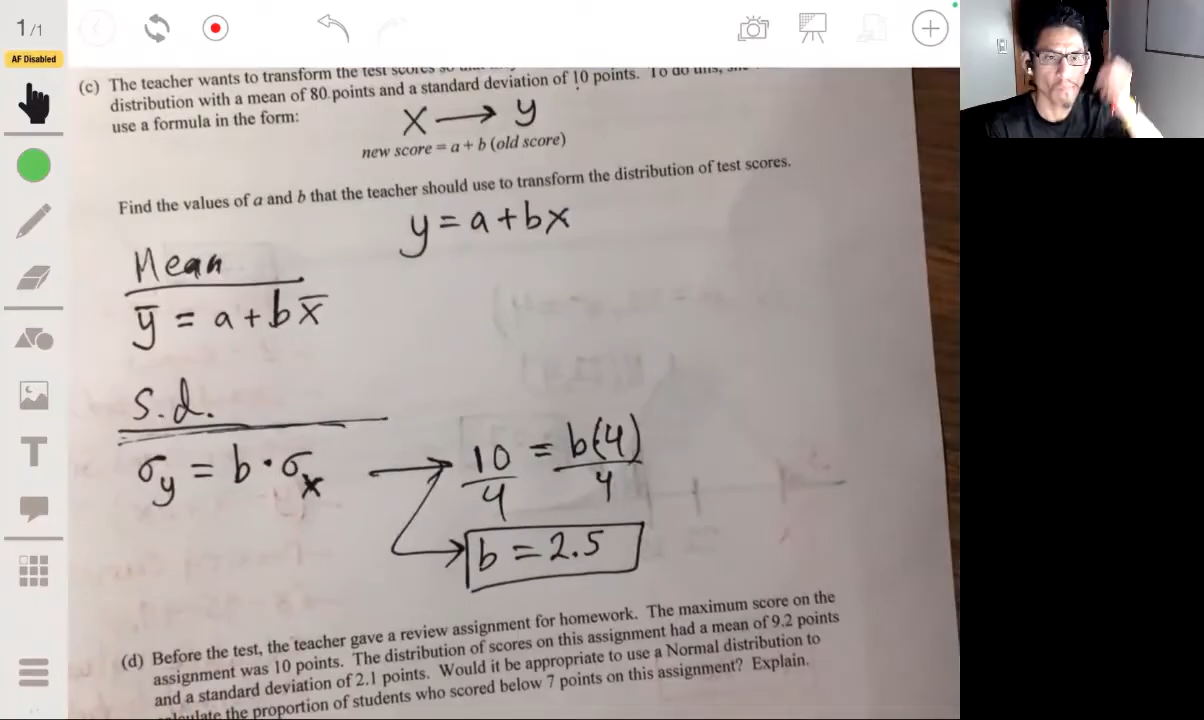 1/1
AF Disabled
(c) The teacher wants to transform the test scores so that
distribution with a mean of 80 points and a standard deviation of 10 points. To do this,
use a formula in the form:
X → y
new score = a + b (old score)
Find the values of a and b that the teacher should use to transform the distribution of test scores.
y = a + bx
Mean
ȳ = a + bx̄
s.d.
σy = b · σx
10/4 = b(4)/4
b = 2.5
T
(d) Before the test, the teacher gave a review assignment for homework. The maximum score on the
assignment was 10 points. The distribution of scores on this assignment had a mean of 9.2 points
and a standard deviation of 2.1 points. Would it be appropriate to use a Normal distribution to
calculate the proportion of students who scored below 7 points on this assignment? Explain.